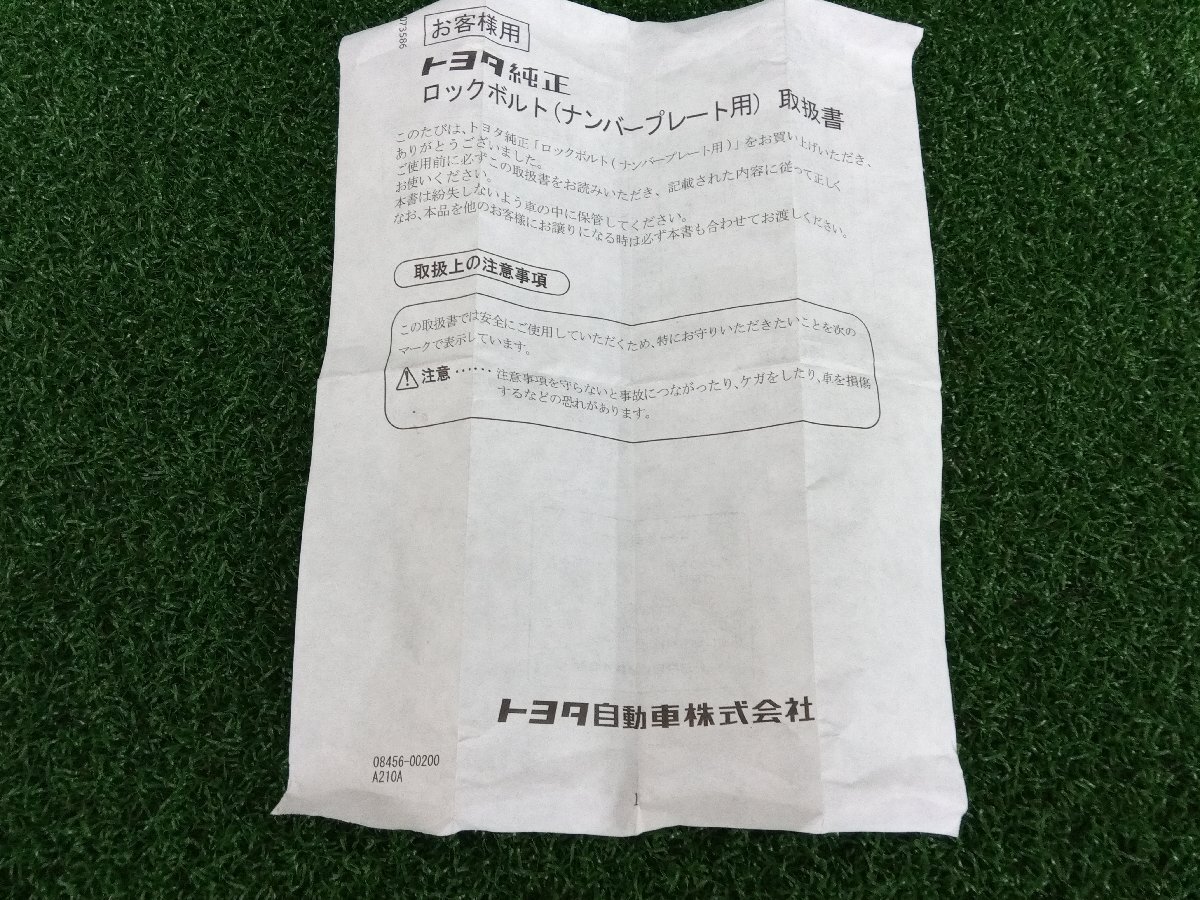 073586
お客様用
トヨタ純正
ロックボルト(ナンバープレート用) 取扱書
このたびは、トヨタ純正「ロックボルト(ナンバープレート用)」をお買い上げいただき、
ありがとうございました。
ご使用前に必ずこの取扱書をお読みいただき、記載された内容に従って正しく
お使いください。
本書は紛失しないよう車の中に保管してください。
なお、本品を他のお客様にお譲りになる時は必ず本書も合わせてお渡しください。
取扱上の注意事項
この取扱書では安全にご使用していただくため、特にお守りいただきたいことを次の
マークで表示しています。
注意・・・・・・注意事項を守らないと事故につながったり、ケガをしたり、車を損傷
するなどの恐れがあります。
トヨタ自動車株式会社
08456-00200
A210A
1